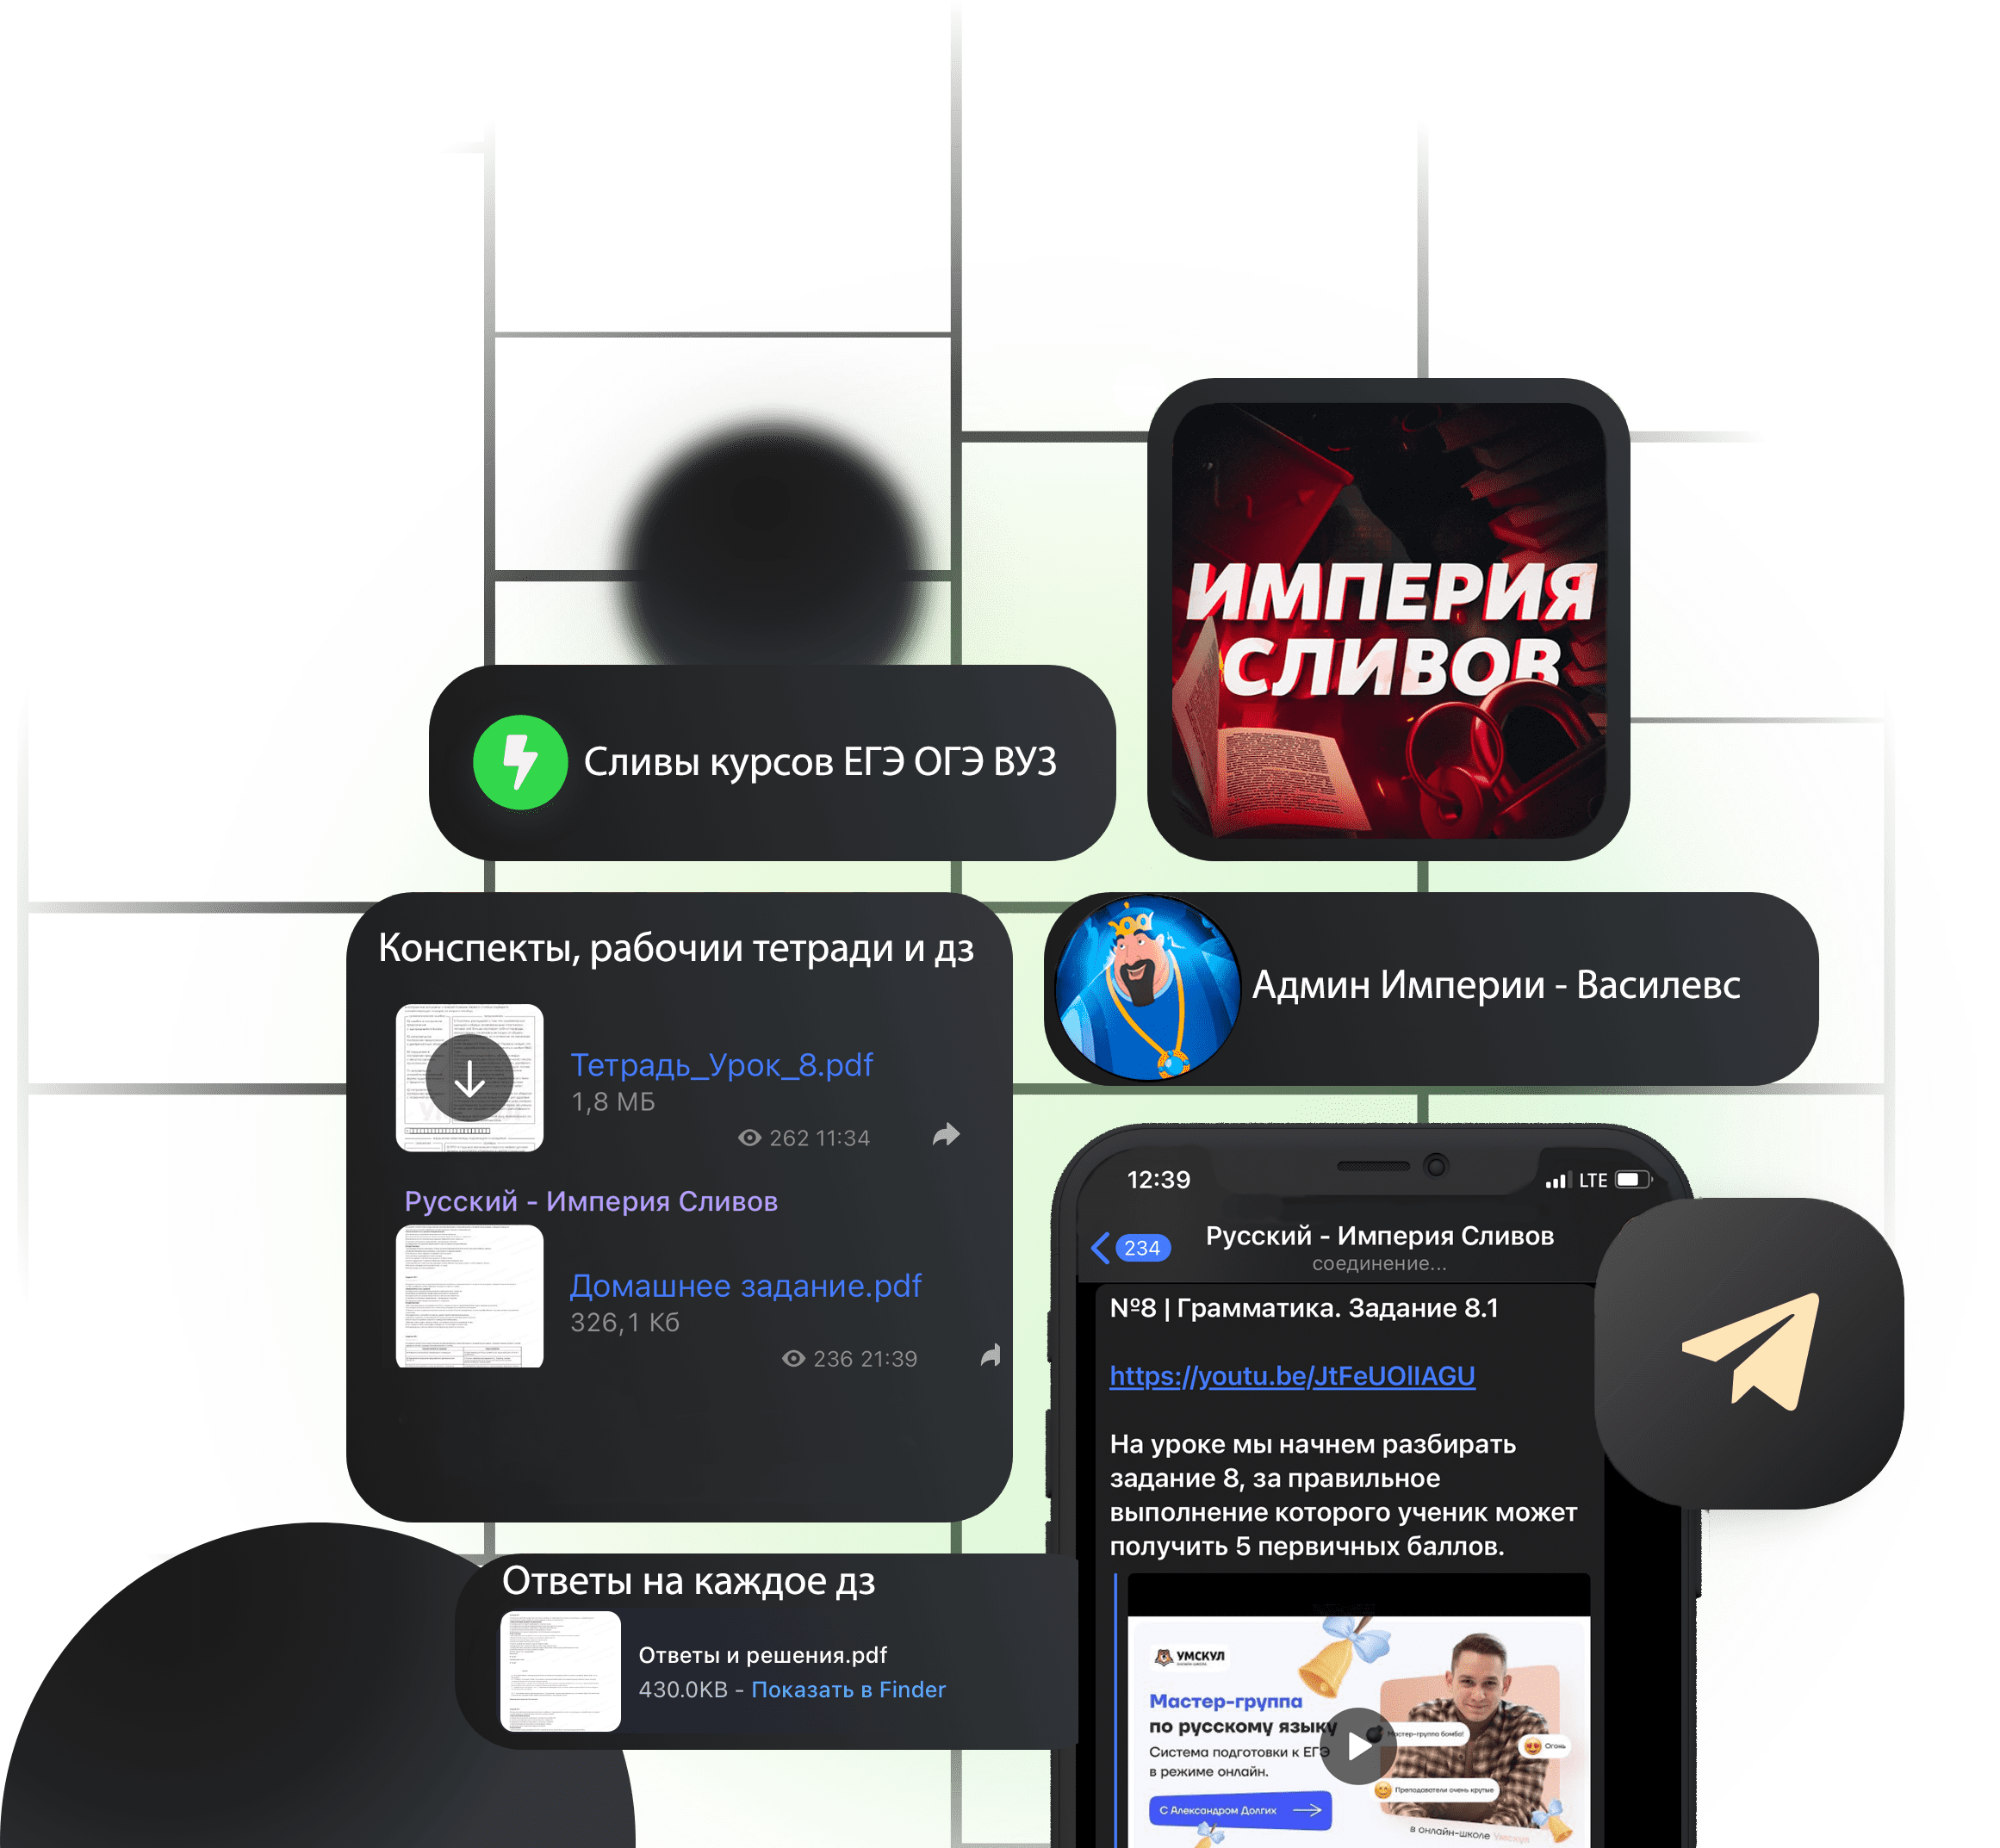 ИМПЕРИЯ
СЛИВОВ
Сливы курсов ЕГЭ ОГЭ ВУЗ
Конспекты, рабочии тетради и дз
Тетрадь_Урок_8.pdf
1,8 МБ
262 11:34
Русский - Империя Сливов
Домашнее задание.pdf
326,1 Кб
236 21:39
Админ Империи - Василевс
12:39
LTE
234
Русский - Империя Сливов
соединение...
№8 | Грамматика. Задание 8.1
https://youtu.be/JtFeUOllAGU
На уроке мы начнем разбирать
задание 8, за правильное
выполнение которого ученик может
получить 5 первичных баллов.
УМСКУЛ
Мастер-группа
по русскому языку
Система подготовки к ЕГЭ
в режиме онлайн.
С Александром Долгих
Мастер-группа бомба!
Огонь
Преподаватели очень крутые
в онлайн-школе Умскул
Ответы на каждое дз
Ответы и решения.pdf
430.0KB - Показать в Finder